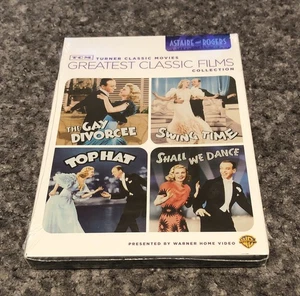 ASTAIRE AND ROGERS
TCM TURNER CLASSIC MOVIES
GREATEST CLASSIC FILMS
COLLECTION
THE GAY DIVORCEE
SWING TIME
TOP HAT
SHALL WE DANCE
PRESENTED BY WARNER HOME VIDEO